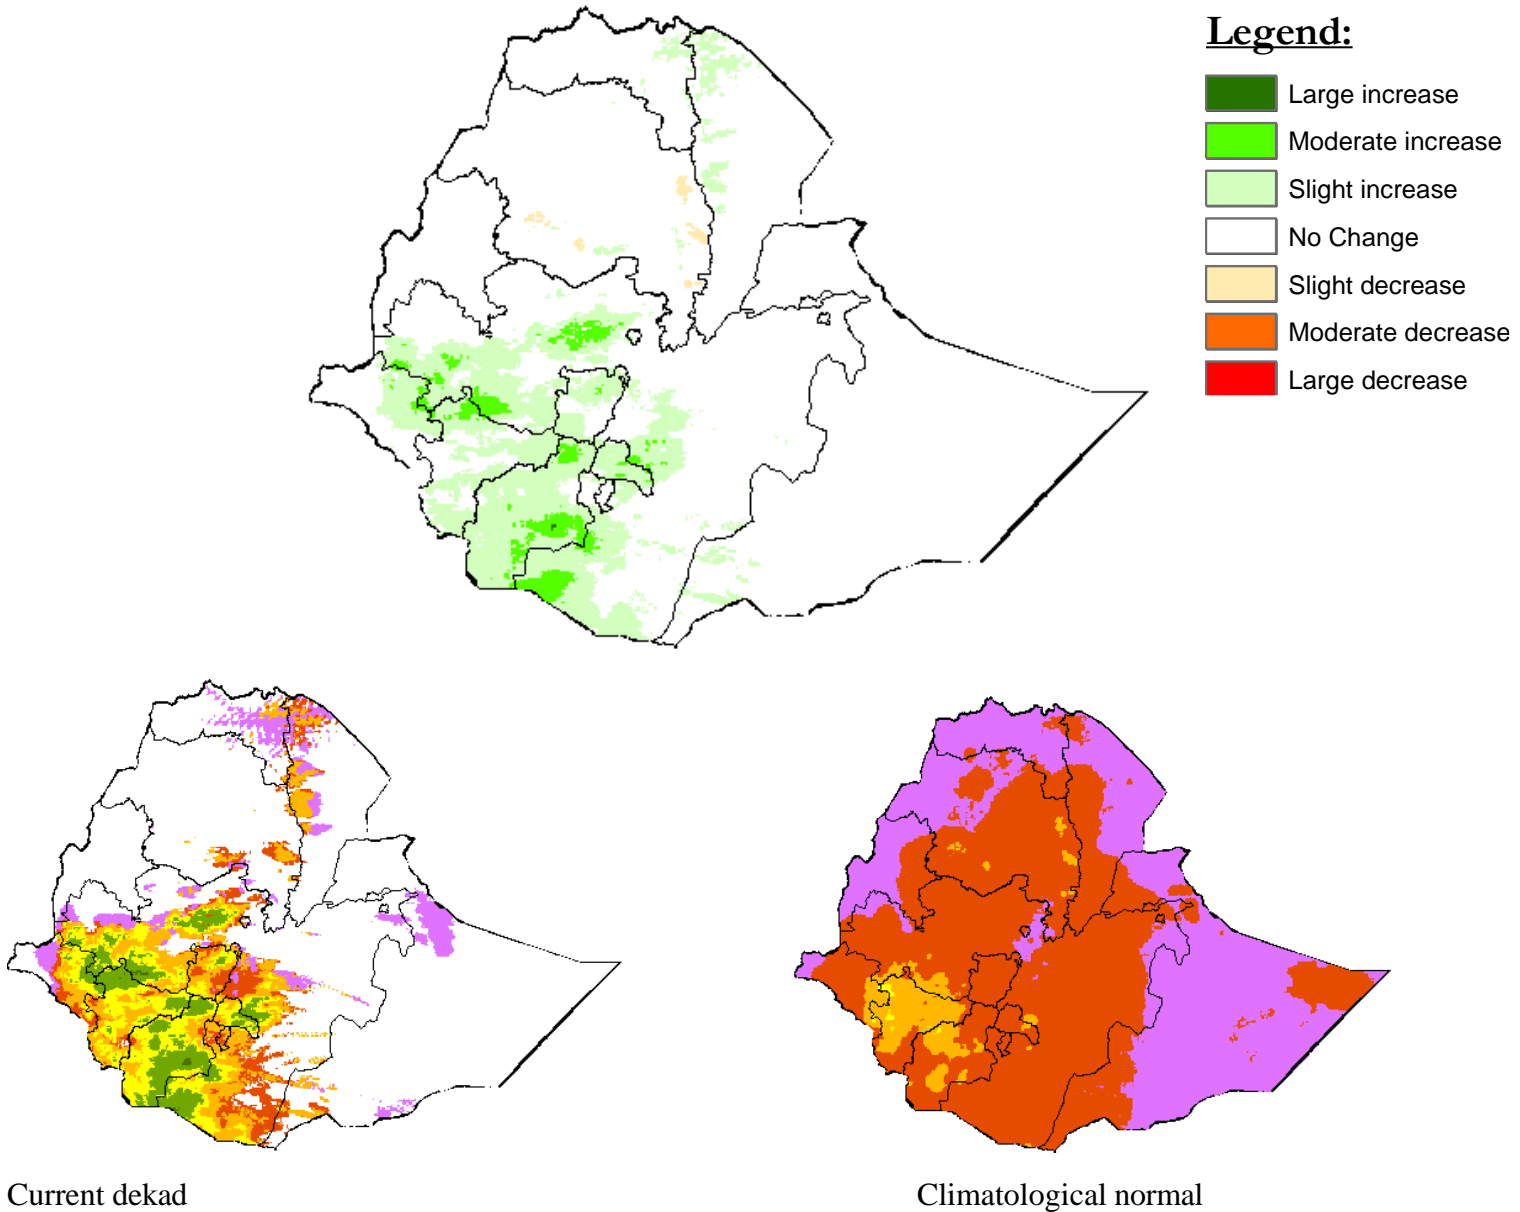 Legend:
Large increase
Moderate increase
Slight increase
No Change
Slight decrease
Moderate decrease
Large decrease
Current dekad
Climatological normal